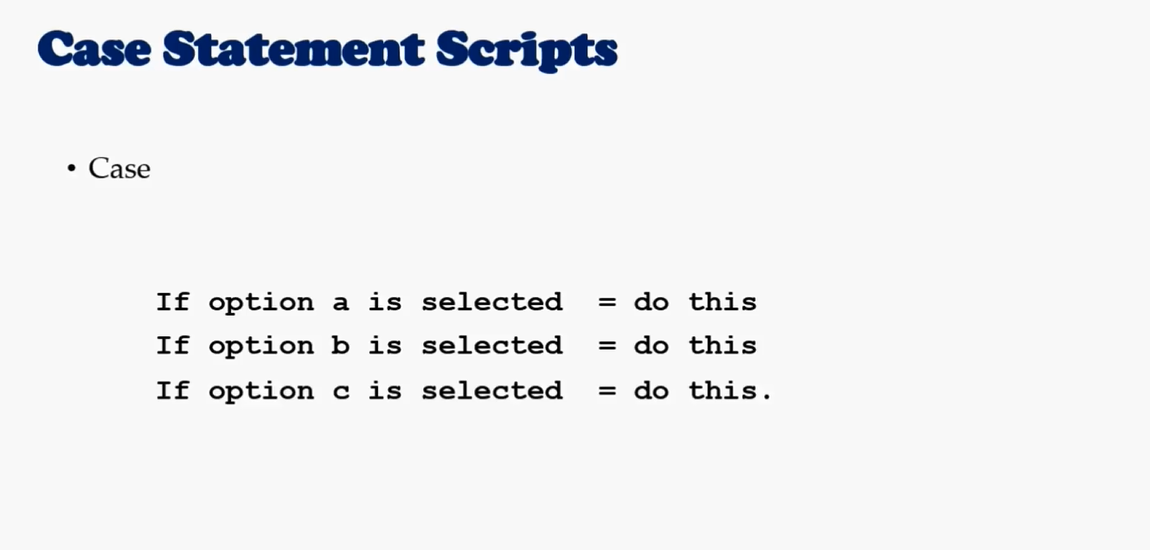 Case Statement Scripts
• Case
If option a is selected = do this
If option b is selected = do this
If option c is selected = do this.